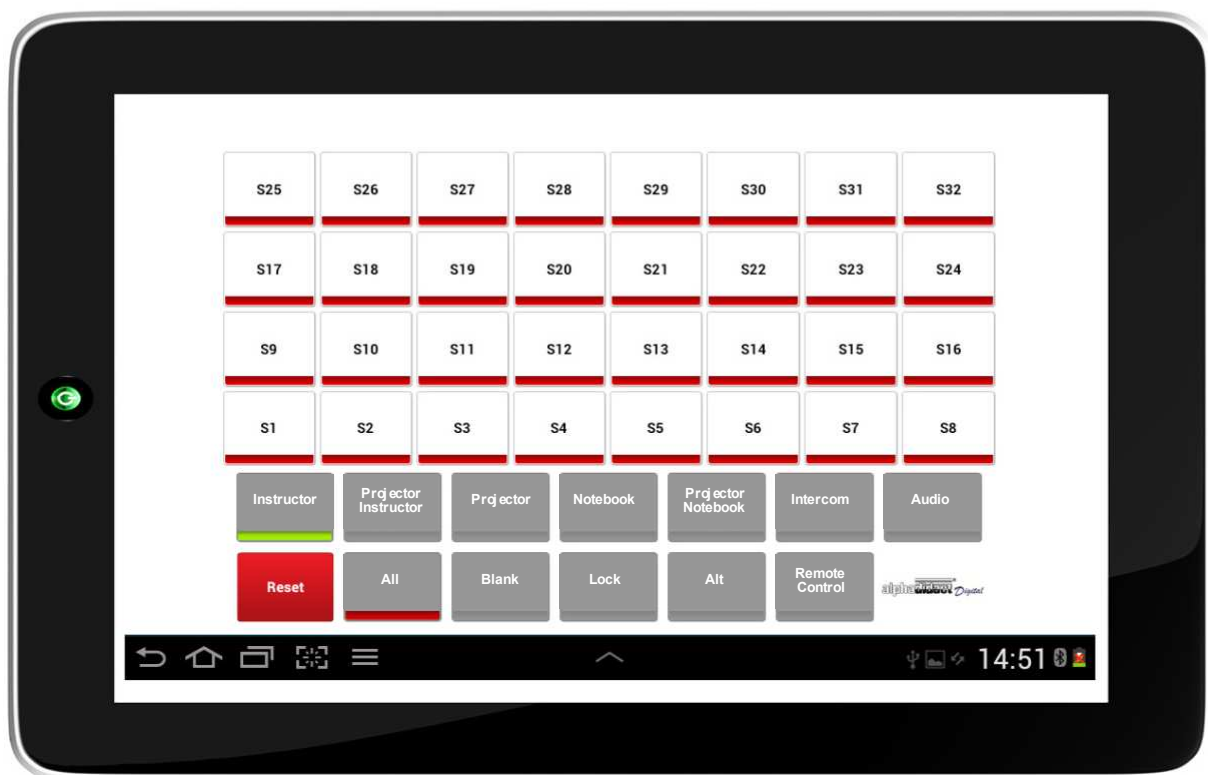 S25 S26 S27 S28 S29 S30 S31 S32
S17 S18 S19 S20 S21 S22 S23 S24
S9 S10 S11 S12 S13 S14 S15 S16
S1 S2 S3 S4 S5 S6 S7 S8
Instructor
Projector
Instructor
Projector
Notebook
Projector
Notebook
Intercom
Audio
Reset
All
Blank
Lock
Alt
Remote
Control
alphadidact Digital
14:51